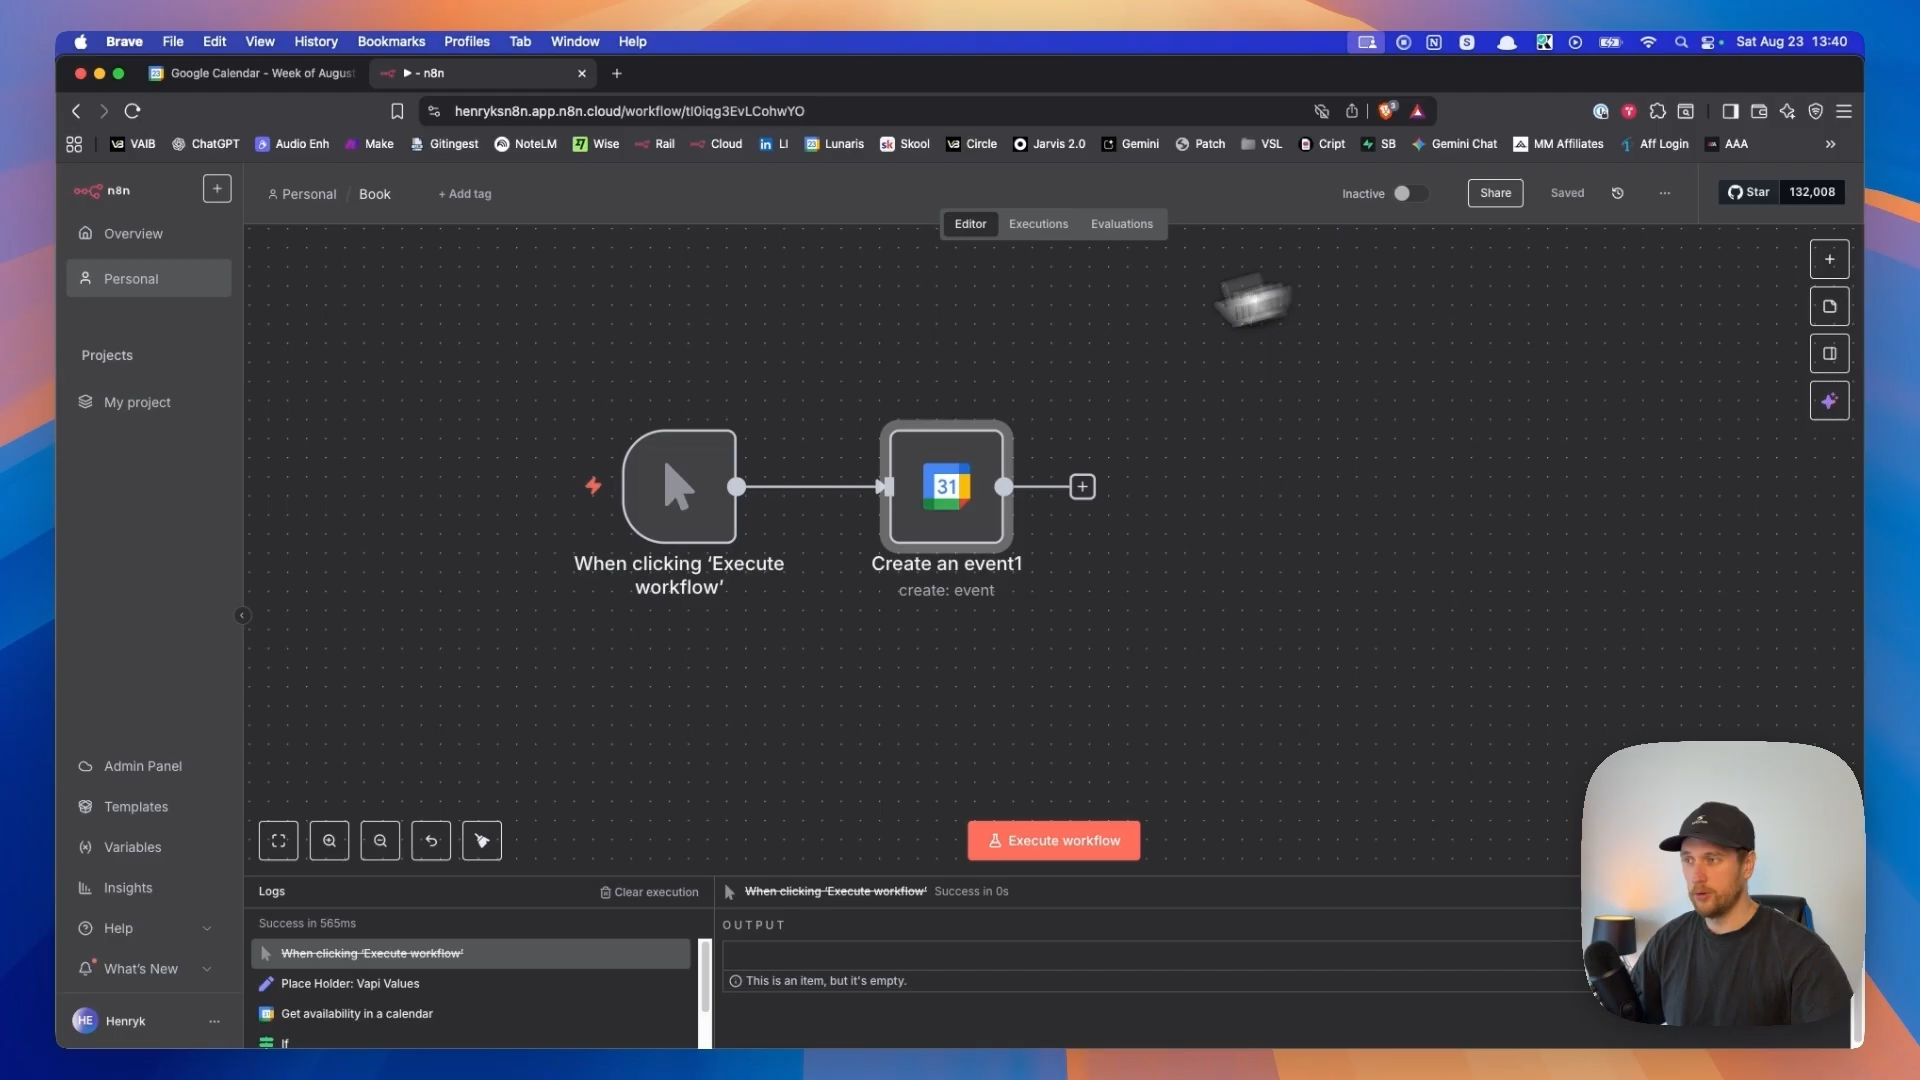 Brave File Edit View History Bookmarks Profiles Tab Window Help
Sat Aug 23 13:40
Google Calendar - Week of August
▶ - n8n
henryksn8n.app.n8n.cloud/workflow/tl0iqg3EvLCohwYO
VAIB ChatGPT Audio Enh Make Gitingest NoteLM Wise Rail Cloud LI Lunaris Skool Circle Jarvis 2.0 Gemini Patch VSL Cript SB Gemini Chat MM Affiliates Aff Login AAA
n8n
Personal / Book + Add tag
Inactive
Share
Saved
Star 132,008
Editor Executions Evaluations
Overview
Personal
Projects
My project
31
When clicking ‘Execute
workflow’
Create an event1
create: event
Admin Panel
Templates
Variables
Insights
Help
What's New
HE Henryk
Execute workflow
Logs
Clear execution
When clicking ‘Execute workflow’ Success in 0s
Success in 565ms
OUTPUT
When clicking ‘Execute workflow’
Place Holder: Vapi Values
This is an item, but it's empty.
Get availability in a calendar
If